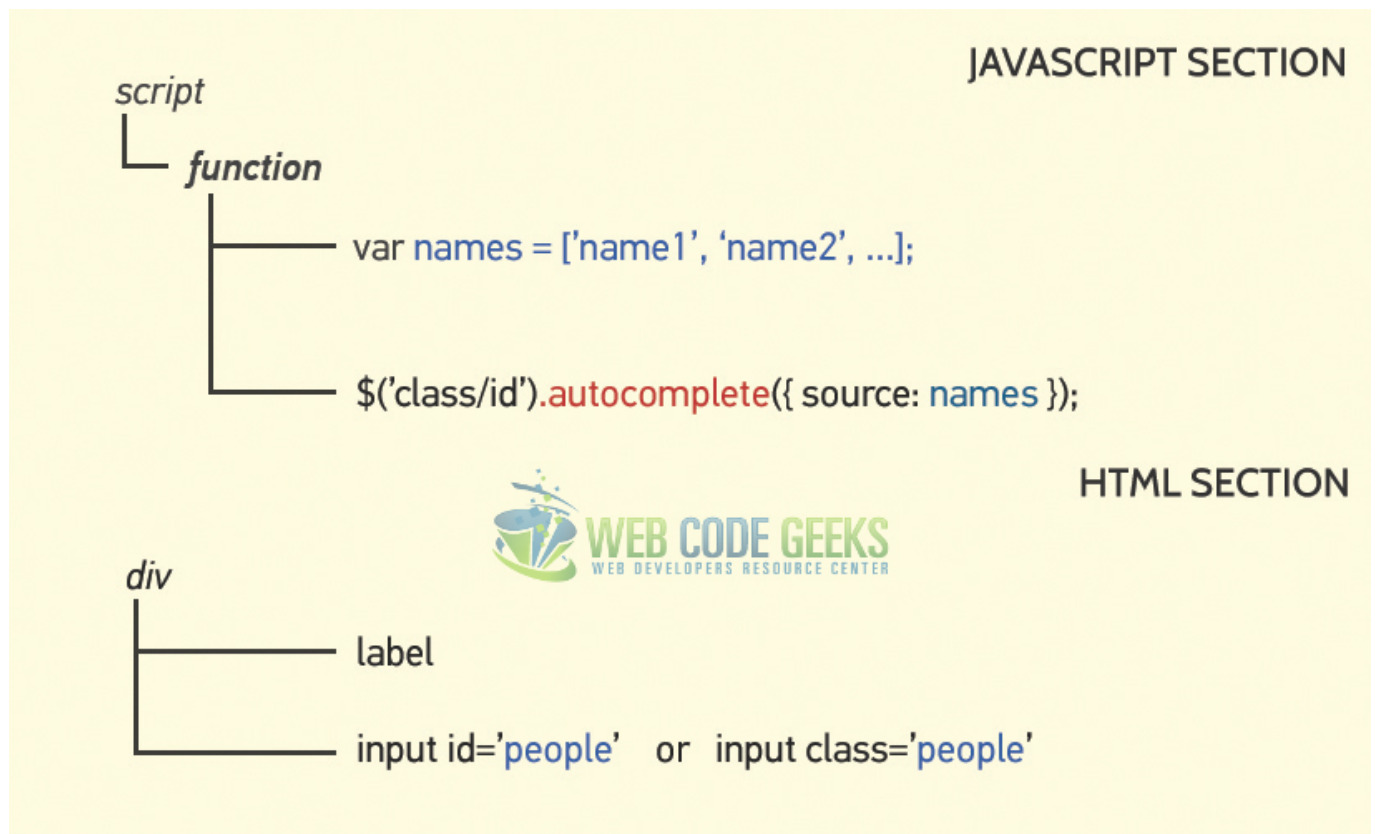 JAVASCRIPT SECTION
script
function
var names = [’name1’, ‘name2’, ...];
$(’class/id’).autocomplete({ source: names });
HTML SECTION
WEB CODE GEEKS
WEB DEVELOPERS RESOURCE CENTER
div
label
input id=’people’ or input class=’people’